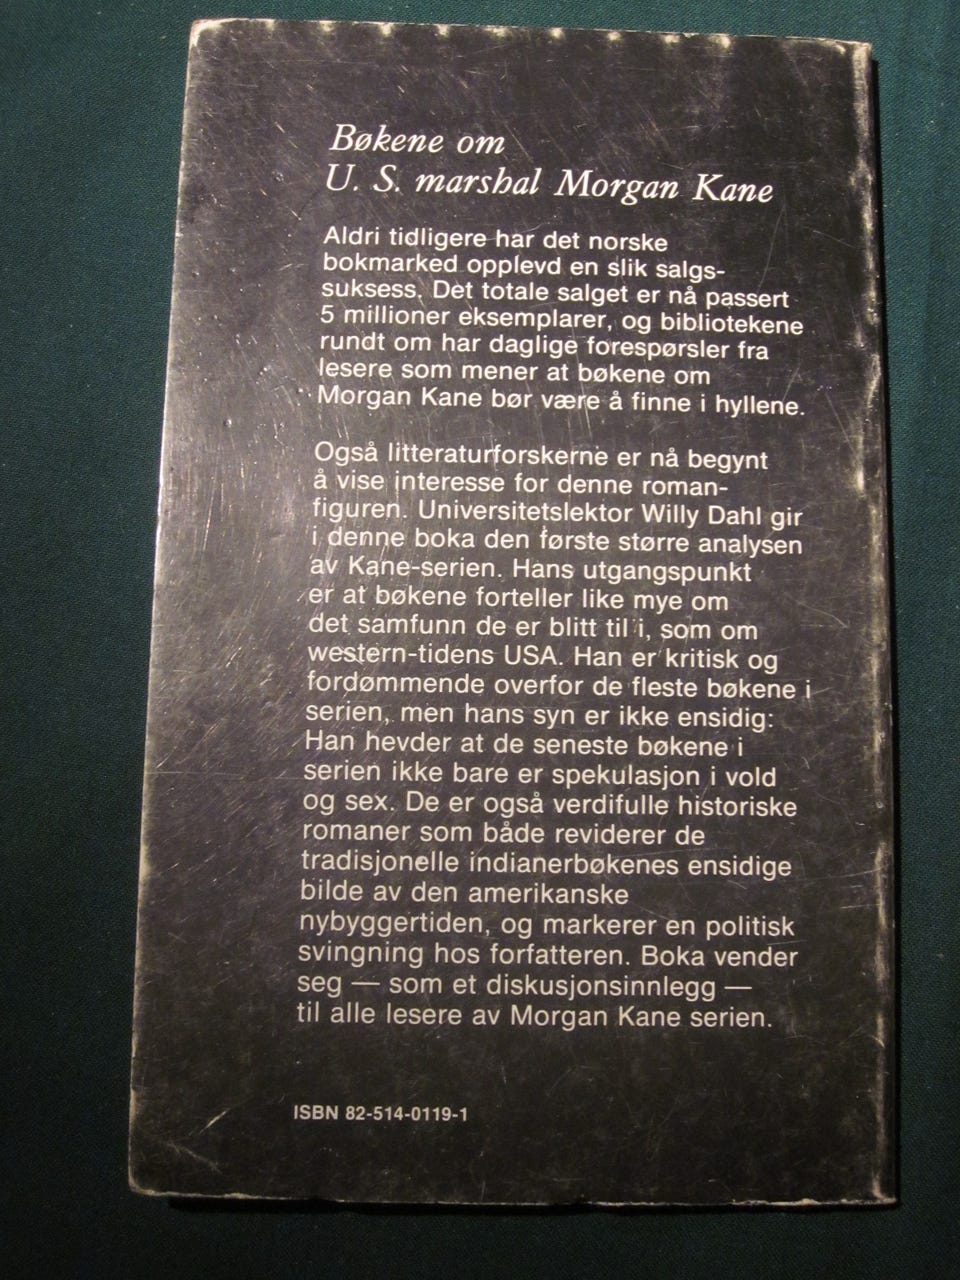 Bøkene om
U. S. marshal Morgan Kane
Aldri tidligere har det norske
bokmarked opplevd en slik salgs-
suksess. Det totale salget er nå passert
5 millioner eksemplarer, og bibliotekene
rundt om har daglige forespørsler fra
lesere som mener at bøkene om
Morgan Kane bør være å finne i hyllene.
Også litteraturforskerne er nå begynt
å vise interesse for denne roman-
figuren. Universitetslektor Willy Dahl gir
i denne boka den første større analysen
av Kane-serien. Hans utgangspunkt
er at bøkene forteller like mye om
det samfunn de er blitt til i, som om
western-tidens USA. Han er kritisk og
fordømmende overfor de fleste bøkene i
serien, men hans syn er ikke ensidig:
Han hevder at de seneste bøkene i
serien ikke bare er spekulasjon i vold
og sex. De er også verdifulle historiske
romaner som både reviderer de
tradisjonelle indianerbøkenes ensidige
bilde av den amerikanske
nybyggertiden, og markerer en politisk
svingning hos forfatteren. Boka vender
seg — som et diskusjonsinnlegg —
til alle lesere av Morgan Kane serien.
ISBN 82-514-0119-1